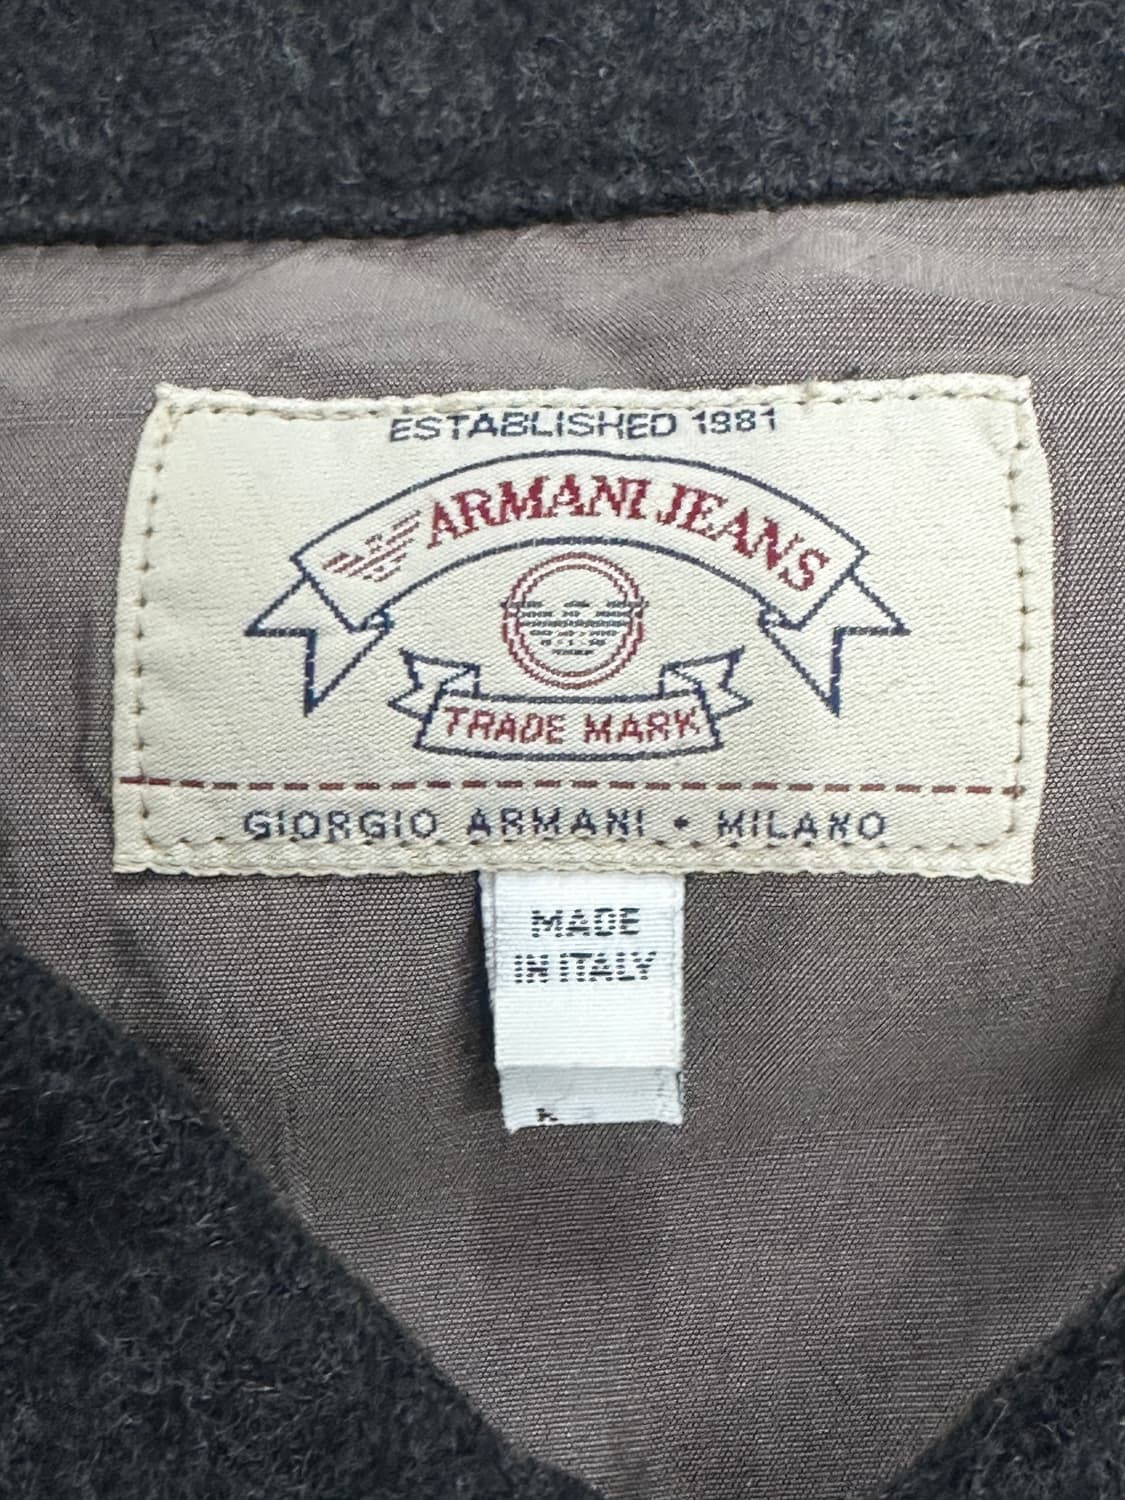 ESTABLISHED 1981
ARMANI JEANS
TRADE MARK
GIORGIO ARMANI • MILANO
MADE
IN ITALY